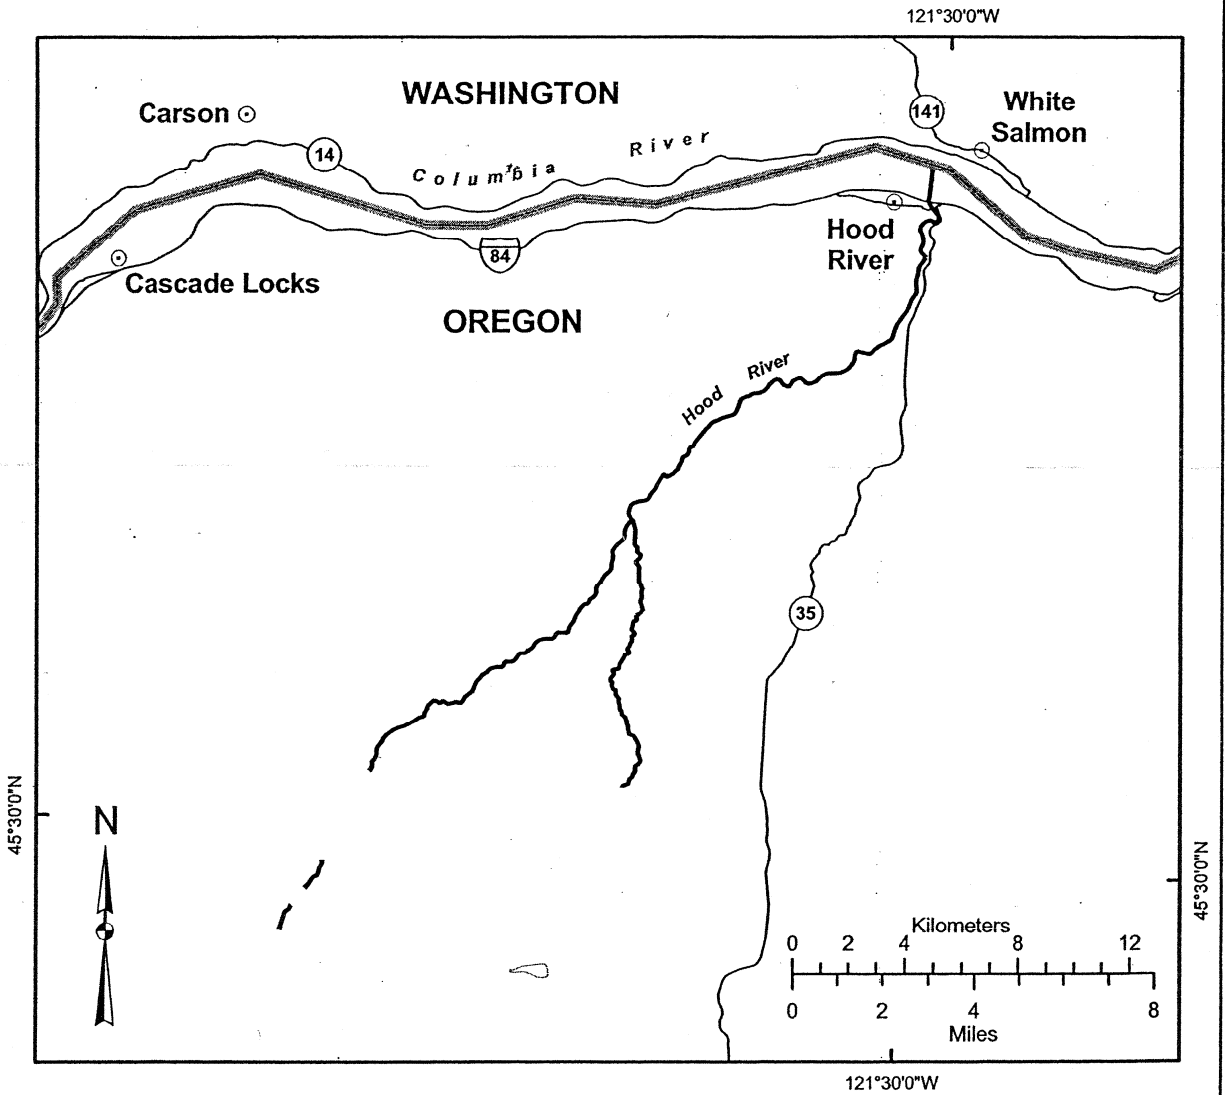 121°30'0"W
WASHINGTON
Carson
White
Salmon
141
14
Columbia River
Hood
River
84
Cascade Locks
OREGON
Hood River
35
45°30'0"N
N
45°30'0"N
Kilometers
0 2 4 8 12
0 2 4 8
Miles
121°30'0"W